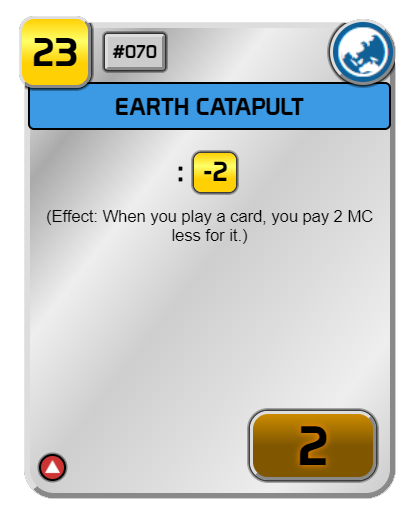 23
#070
EARTH CATAPULT
: -2
(Effect: When you play a card, you pay 2 MC
less for it.)
2